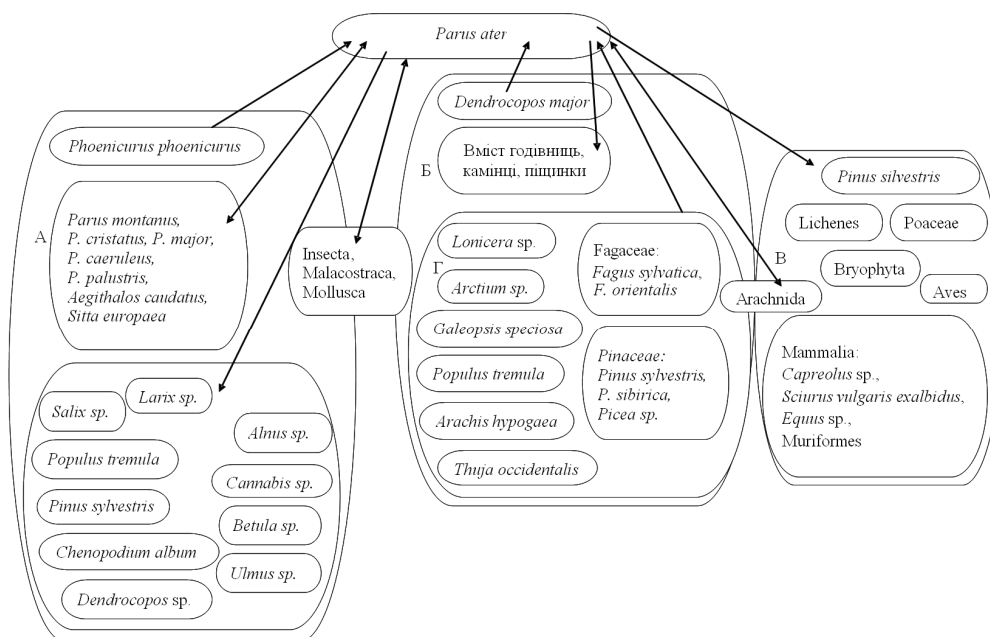 Parus ater
Phoenicurus phoenicurus
А
Parus montanus,
P. cristatus, P. major,
P. caeruleus,
P. palustris,
Aegithalos caudatus,
Sitta europaea
Insecta,
Malacostraca,
Mollusca
Larix sp.
Salix sp.
Alnus sp.
Populus tremula
Cannabis sp.
Pinus sylvestris
Betula sp.
Chenopodium album
Ulmus sp.
Dendrocopos sp.
Dendrocopos major
Б
Вміст годівниць,
камінці, піщинки
Г
Lonicera sp.
Arctium sp.
Galeopsis speciosa
Populus tremula
Arachis hypogaea
Thuja occidentalis
Fagaceae:
Fagus sylvatica,
F. orientalis
Pinaceae:
Pinus sylvestris,
P. sibirica,
Picea sp.
Arachnida
В
Pinus silvestris
Lichenes
Poaceae
Bryophyta
Aves
Mammalia:
Capreolus sp.,
Sciurus vulgaris exalbidus,
Equus sp.,
Muriformes